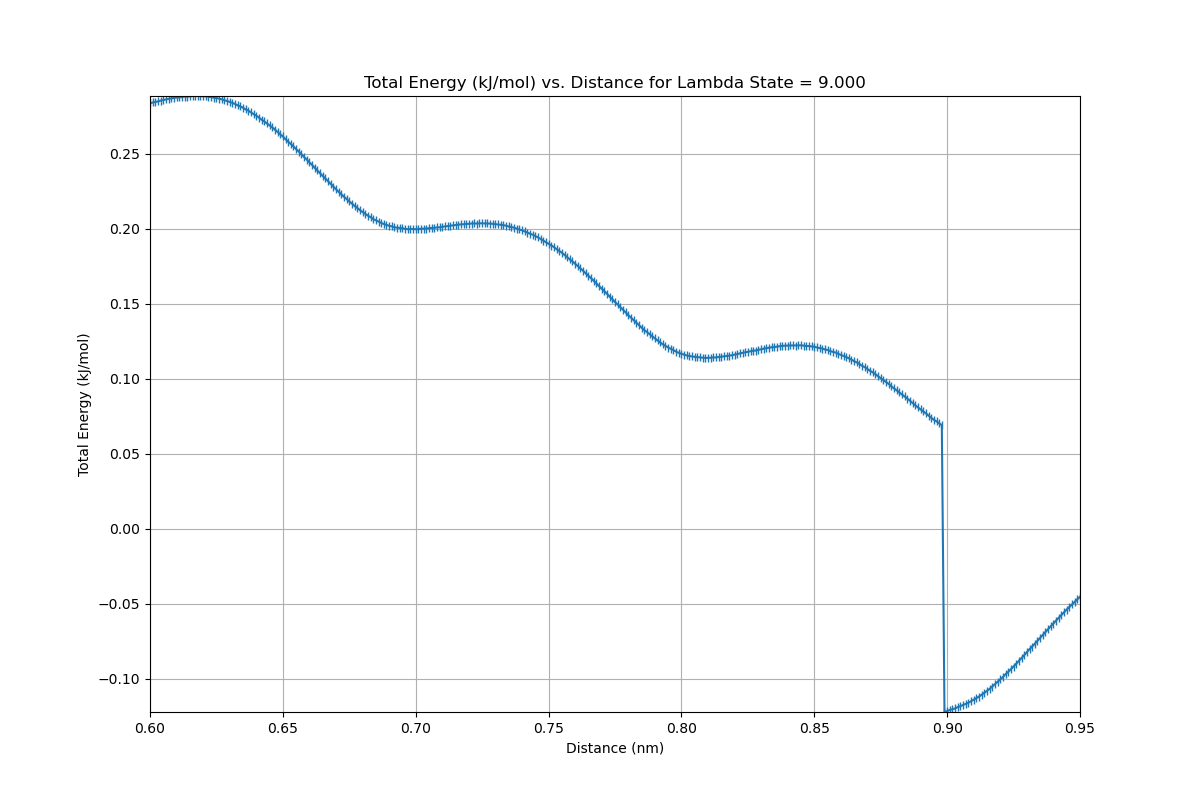 Total Energy (kJ/mol) vs. Distance for Lambda State = 9.000
Total Energy (kJ/mol)
0.25
0.20
0.15
0.10
0.05
0.00
−0.05
−0.10
0.60 0.65 0.70 0.75 0.80 0.85 0.90 0.95
Distance (nm)